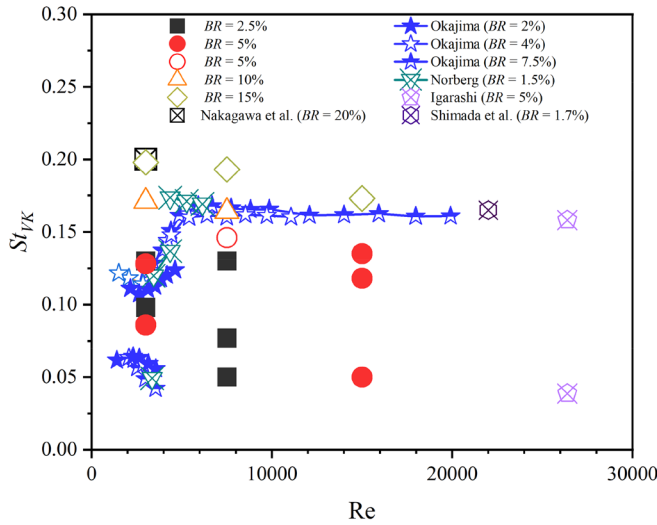 0.30
0.25
0.20
0.15
0.10
0.05
0.00
St_VK
BR = 2.5%
BR = 5%
BR = 5%
BR = 10%
BR = 15%
Nakagawa et al. (BR = 20%)
Okajima (BR = 2%)
Okajima (BR = 4%)
Okajima (BR = 7.5%)
Norberg (BR = 1.5%)
Igarashi (BR = 5%)
Shimada et al. (BR = 1.7%)
0 10000 20000 30000
Re